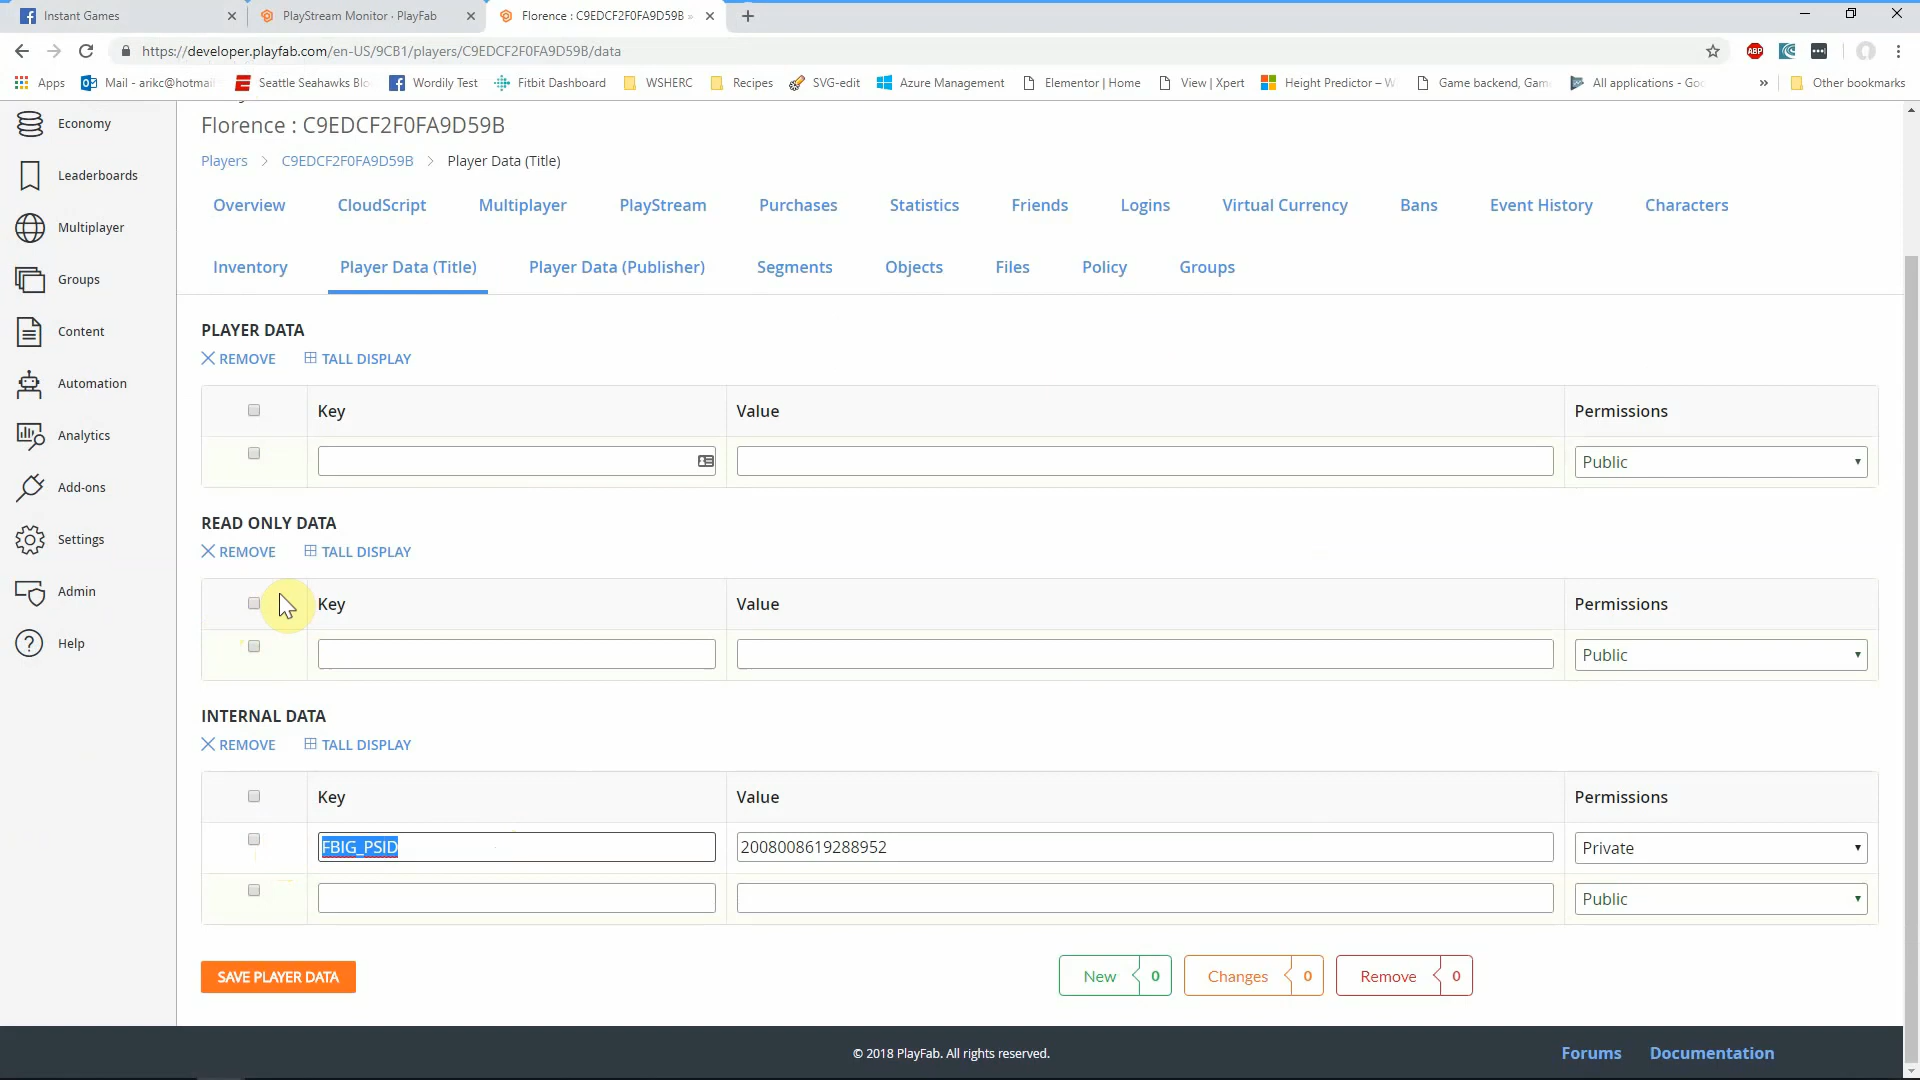 Instant Games
PlayStream Monitor · PlayFab
Florence : C9EDCF2F0FA9D59B »
https://developer.playfab.com/en-US/9CB1/players/C9EDCF2F0FA9D59B/data
ABP
Apps
Mail - arikc@hotmai
Seattle Seahawks Blo
Wordily Test
Fitbit Dashboard
WSHERC
Recipes
SVG-edit
Azure Management
Elementor | Home
View | Xpert
Height Predictor – W
Game backend, Gam
All applications - Goo
»
Other bookmarks
Economy
Leaderboards
Multiplayer
Groups
Content
Automation
Analytics
Add-ons
Settings
Admin
Help
Florence : C9EDCF2F0FA9D59B
Players > C9EDCF2F0FA9D59B > Player Data (Title)
Overview CloudScript Multiplayer PlayStream Purchases Statistics Friends Logins Virtual Currency Bans Event History Characters
Inventory Player Data (Title) Player Data (Publisher) Segments Objects Files Policy Groups
PLAYER DATA
REMOVE TALL DISPLAY
Key Value Permissions
Public
READ ONLY DATA
REMOVE TALL DISPLAY
Key Value Permissions
Public
INTERNAL DATA
REMOVE TALL DISPLAY
Key Value Permissions
FBIG_PSID 2008008619288952 Private
Public
SAVE PLAYER DATA
New 0 Changes 0 Remove 0
© 2018 PlayFab. All rights reserved.
Forums Documentation